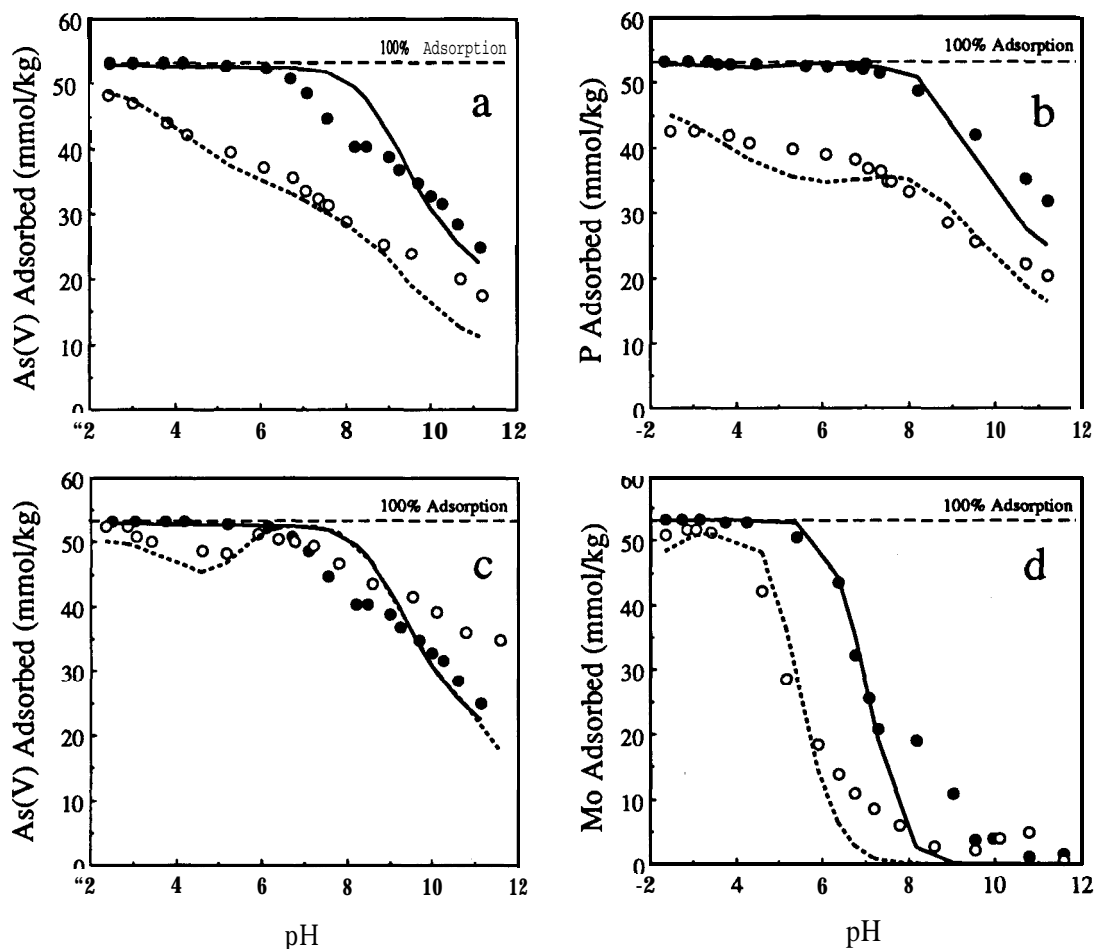 60
50
40
30
20
10
0
As(V) Adsorbed (mmol/kg)
100% Adsorption
a
“2 4 6 8 10 12
60
50
40
30
20
10
0
P Adsorbed (mmol/kg)
100% Adsorption
b
-2 4 6 8 10 12
60
50
40
30
20
10
0
As(V) Adsorbed (mmol/kg)
100% Adsorption
c
“2 4 6 8 10 12
pH
60
50
40
30
20
10
0
Mo Adsorbed (mmol/kg)
100% Adsorption
d
-2 4 6 8 10 12
pH